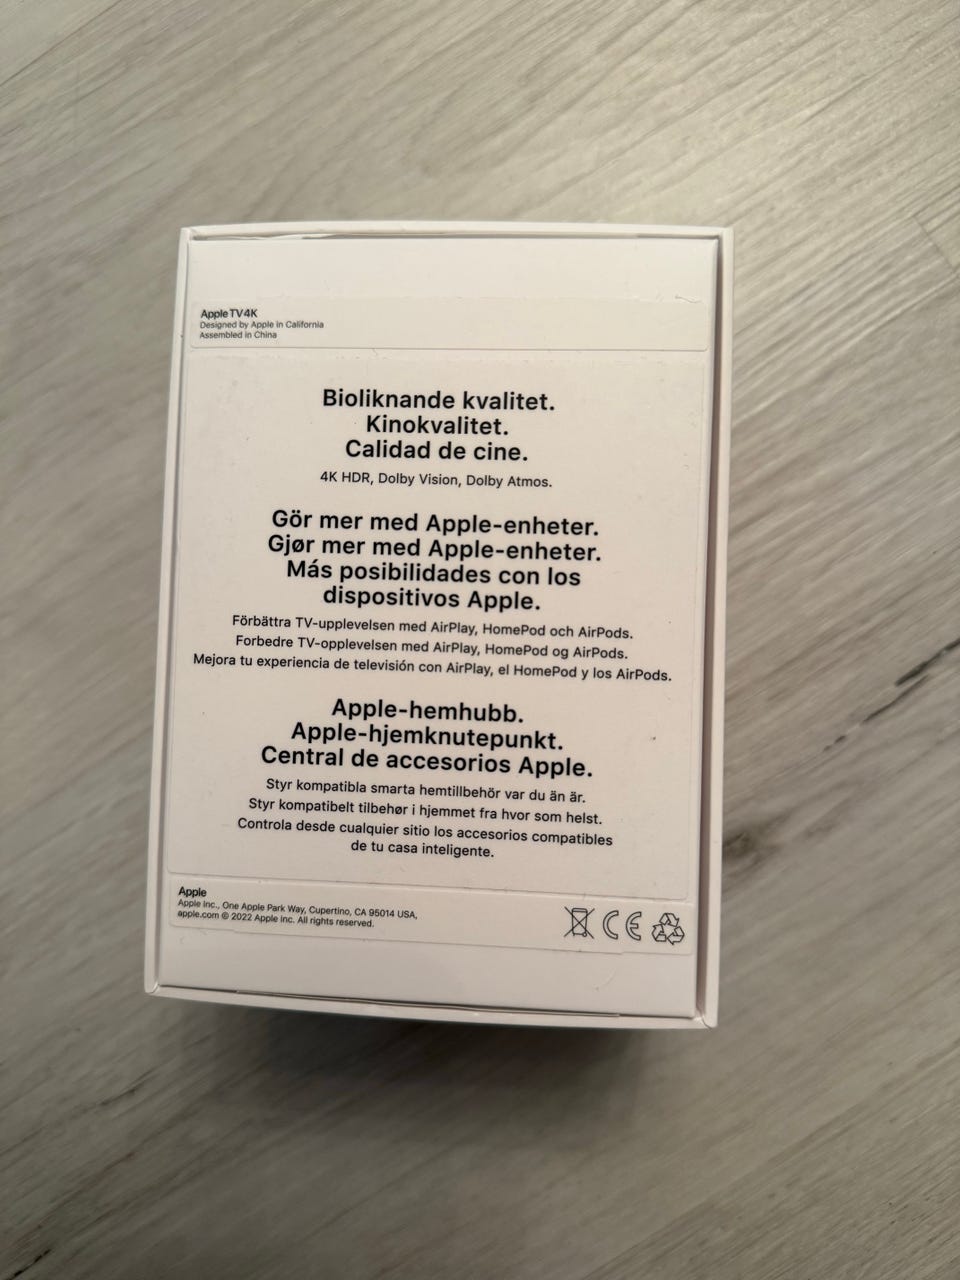 Apple TV 4K
Designed by Apple in California
Assembled in China
Bioliknande kvalitet.
Kinokvalitet.
Calidad de cine.
4K HDR, Dolby Vision, Dolby Atmos.
Gör mer med Apple-enheter.
Gjør mer med Apple-enheter.
Más posibilidades con los
dispositivos Apple.
Förbättra TV-upplevelsen med AirPlay, HomePod och AirPods.
Forbedre TV-opplevelsen med AirPlay, HomePod og AirPods.
Mejora tu experiencia de televisión con AirPlay, el HomePod y los AirPods.
Apple-hemhubb.
Apple-hjemknutepunkt.
Central de accesorios Apple.
Styr kompatibla smarta hemtillbehör var du än är.
Styr kompatibelt tilbehør i hjemmet fra hvor som helst.
Controla desde cualquier sitio los accesorios compatibles
de tu casa inteligente.
Apple
Apple Inc., One Apple Park Way, Cupertino, CA 95014 USA,
apple.com © 2022 Apple Inc. All rights reserved.
CE